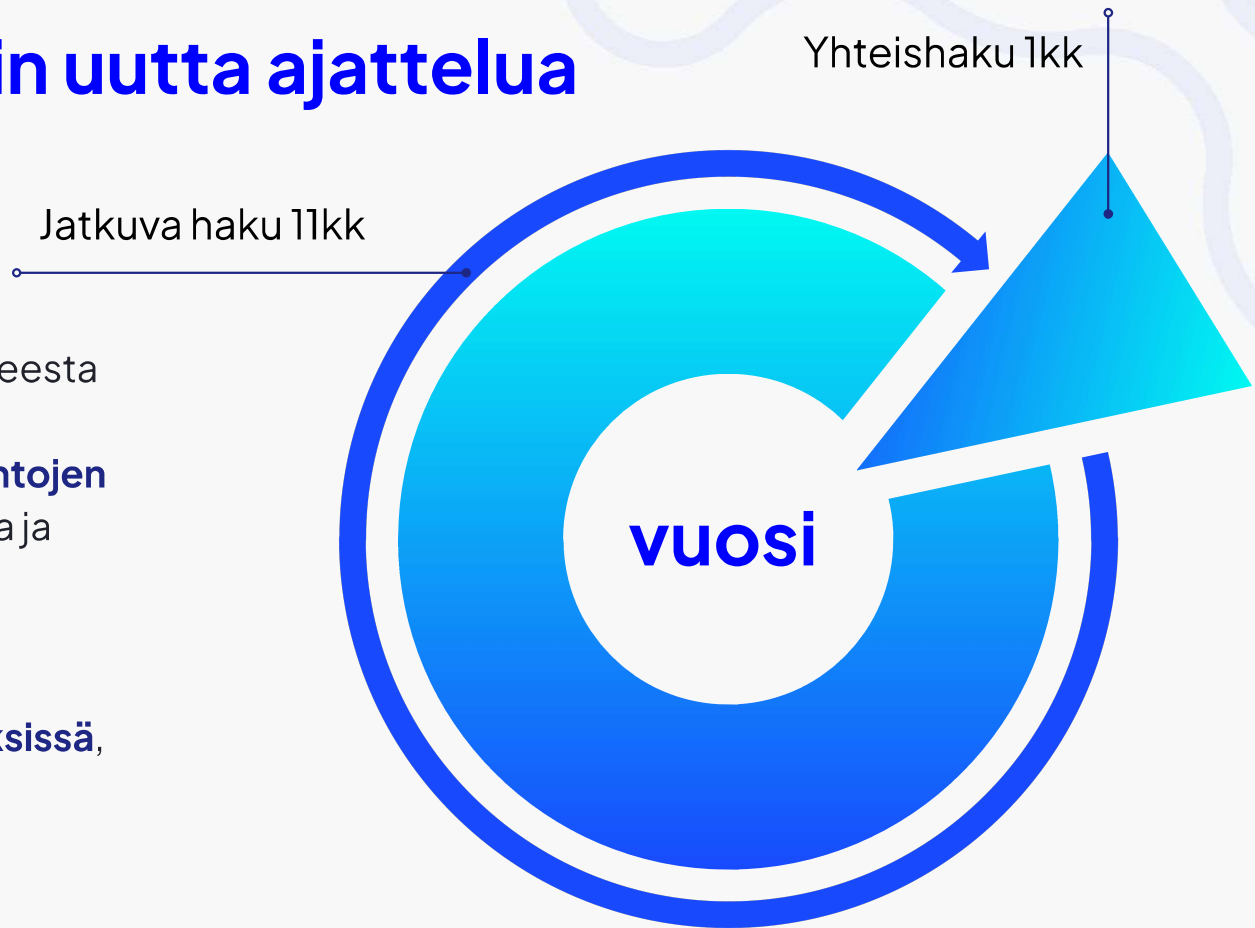 in uutta ajattelua
Yhteishaku 1kk
Jatkuva haku 11kk
eesta
ntojen
a ja
ksissä,
vuosi